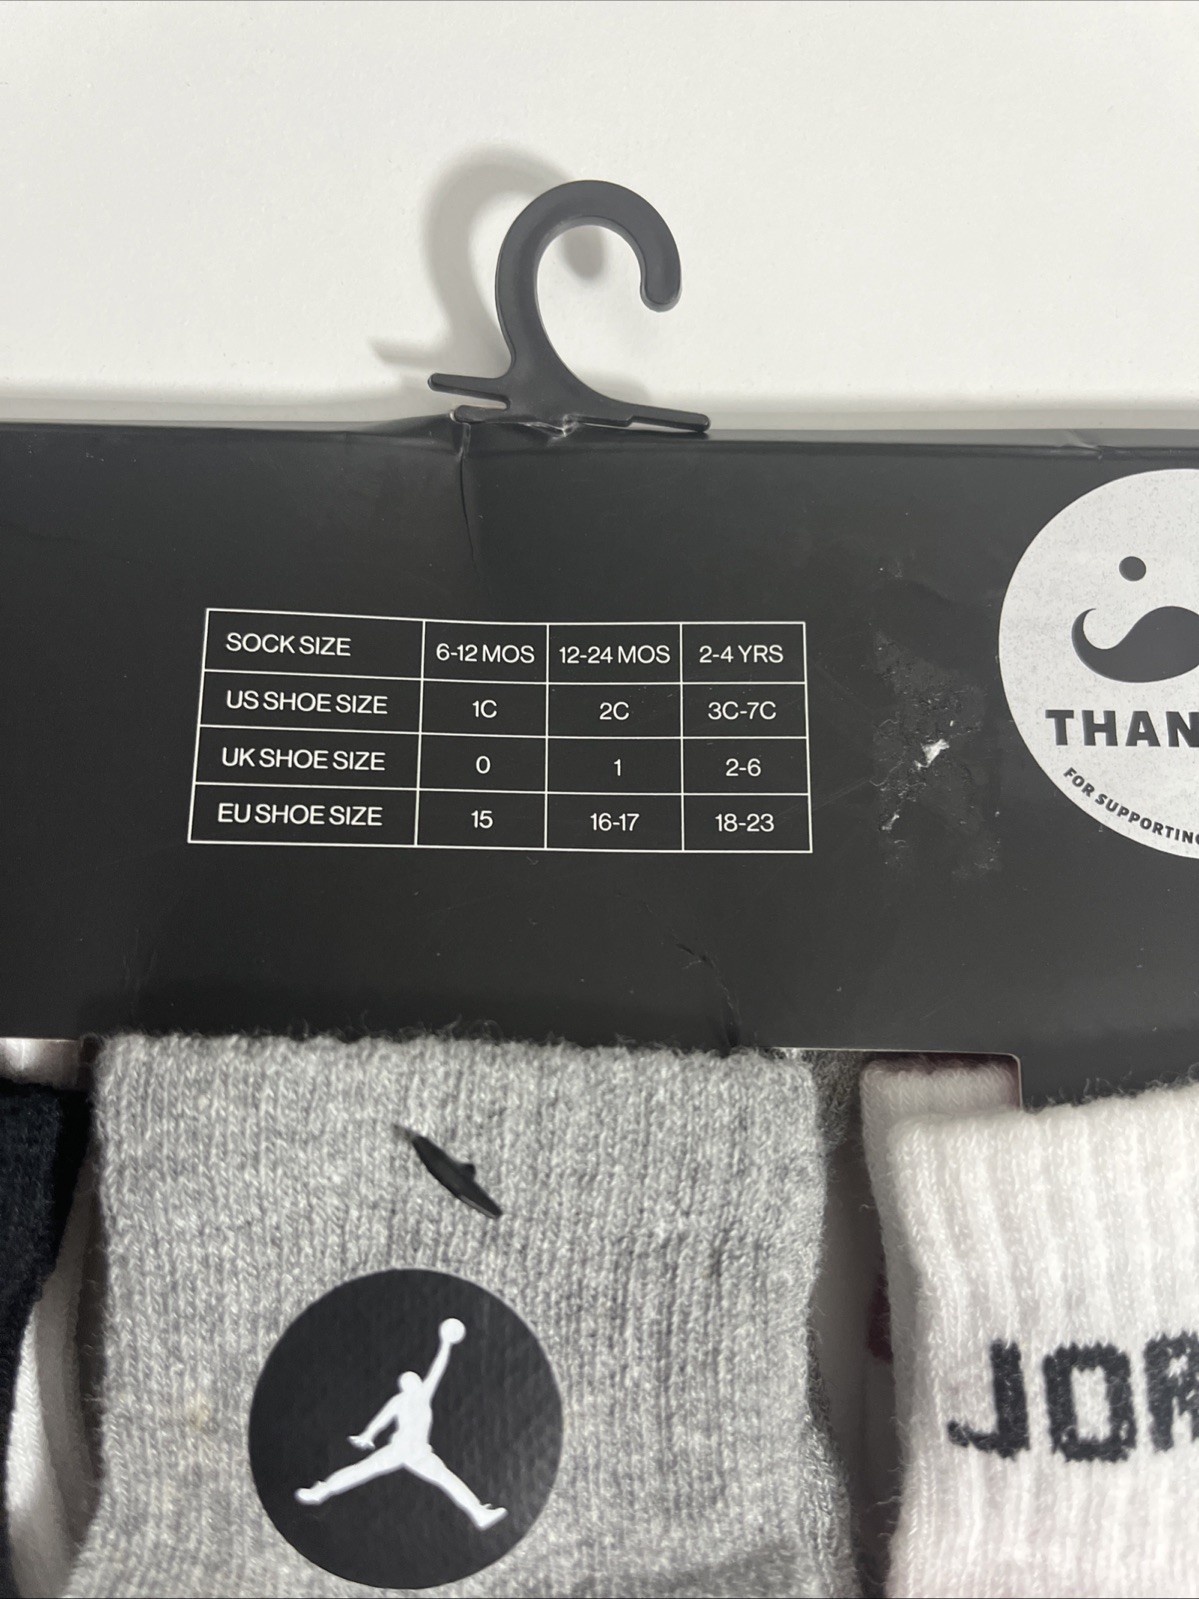 SOCK SIZE 6-12 MOS 12-24 MOS 2-4 YRS
US SHOE SIZE 1C 2C 3C-7C
UK SHOE SIZE 0 1 2-6
EU SHOE SIZE 15 16-17 18-23
THAN
FOR SUPPORTING
JOR